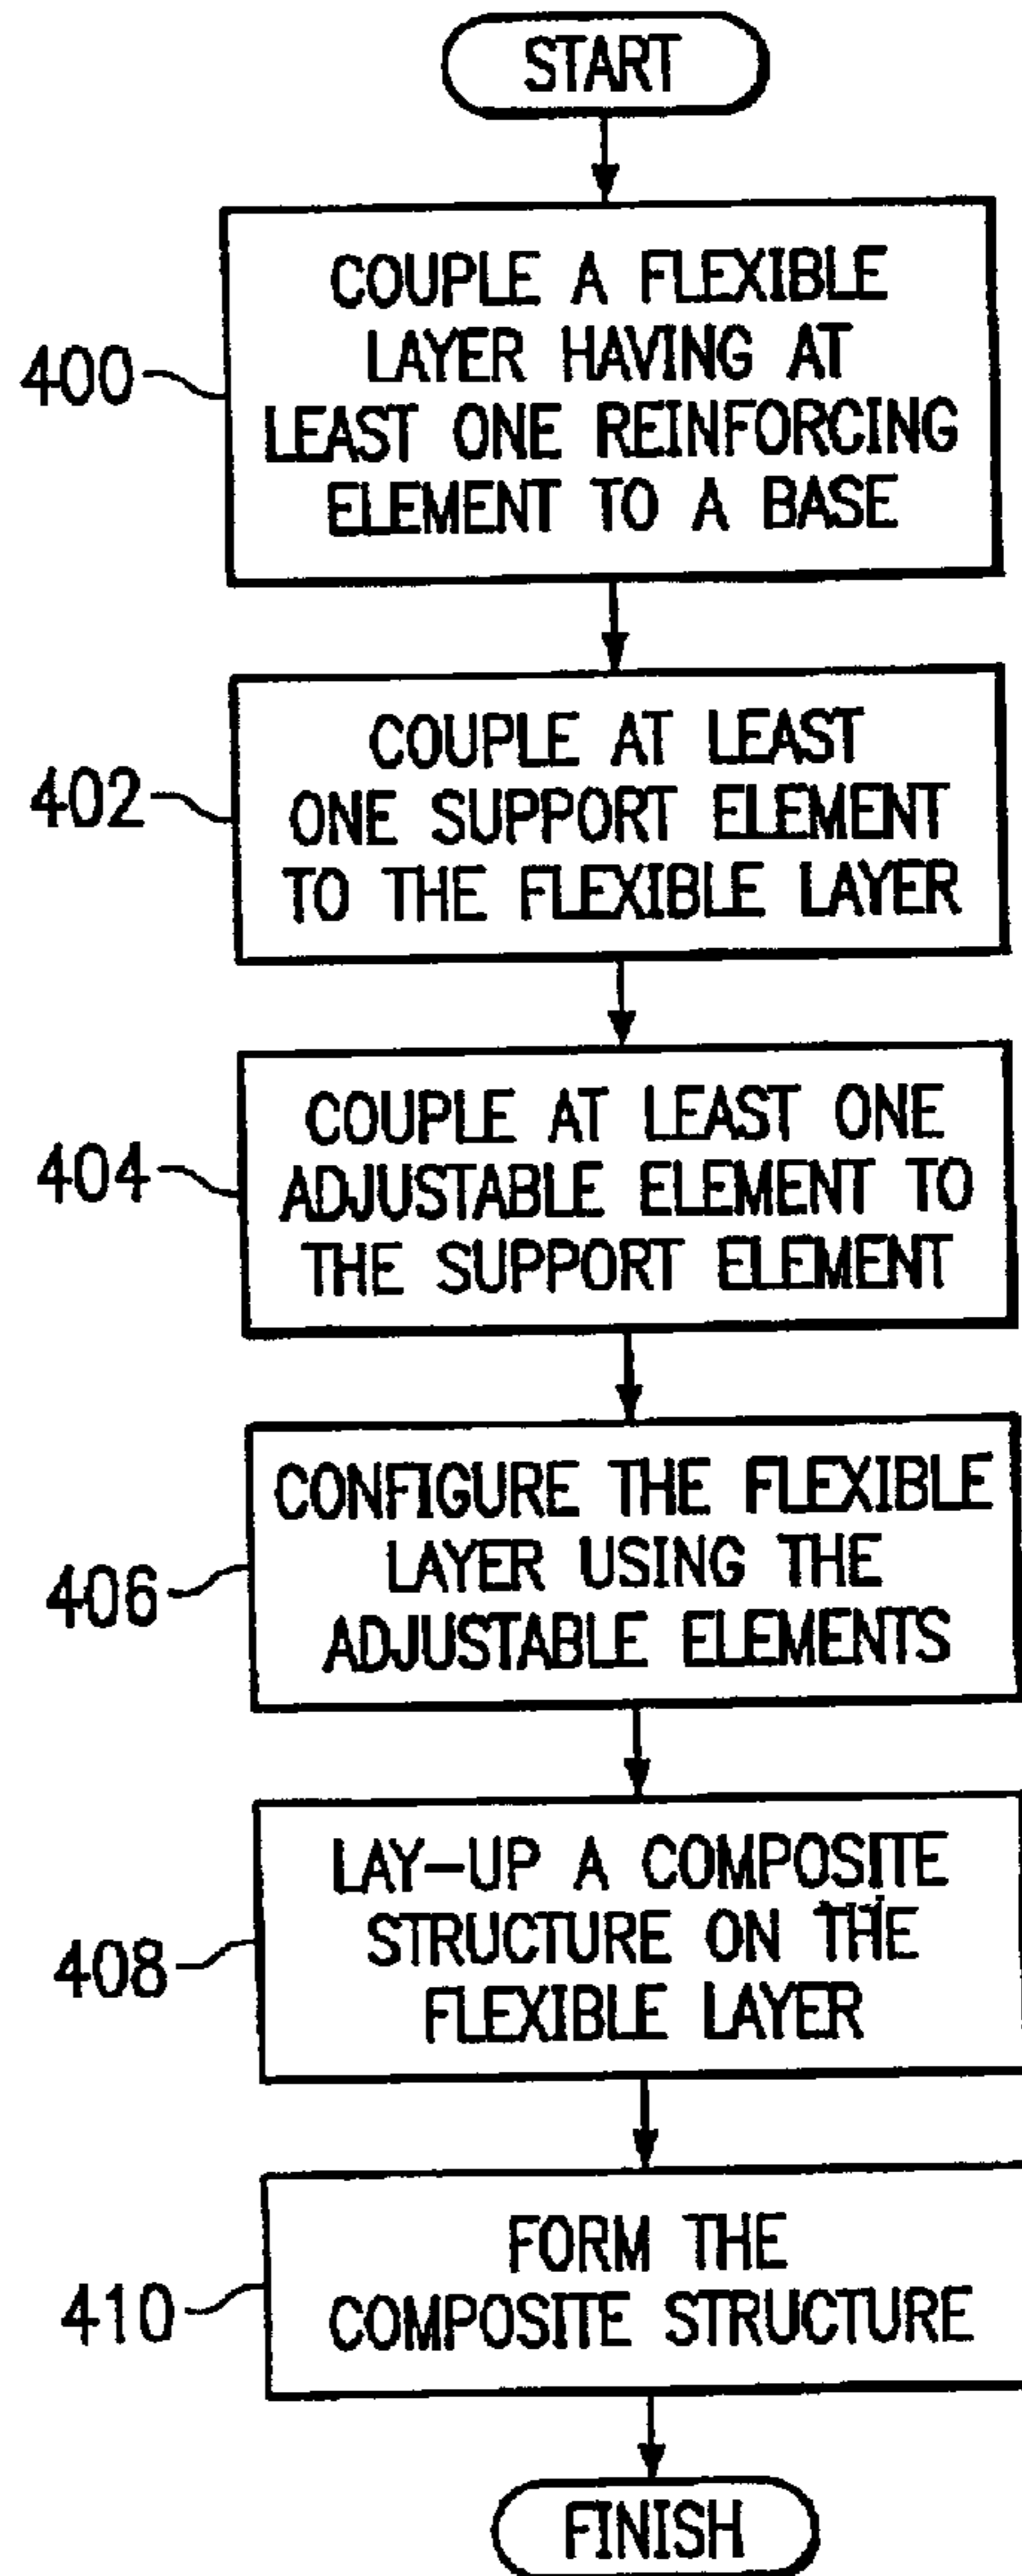 START
400
COUPLE A FLEXIBLE
LAYER HAVING AT
LEAST ONE REINFORCING
ELEMENT TO A BASE
402
COUPLE AT LEAST
ONE SUPPORT ELEMENT
TO THE FLEXIBLE LAYER
404
COUPLE AT LEAST ONE
ADJUSTABLE ELEMENT TO
THE SUPPORT ELEMENT
406
CONFIGURE THE FLEXIBLE
LAYER USING THE
ADJUSTABLE ELEMENTS
408
LAY-UP A COMPOSITE
STRUCTURE ON THE
FLEXIBLE LAYER
410
FORM THE
COMPOSITE STRUCTURE
FINISH